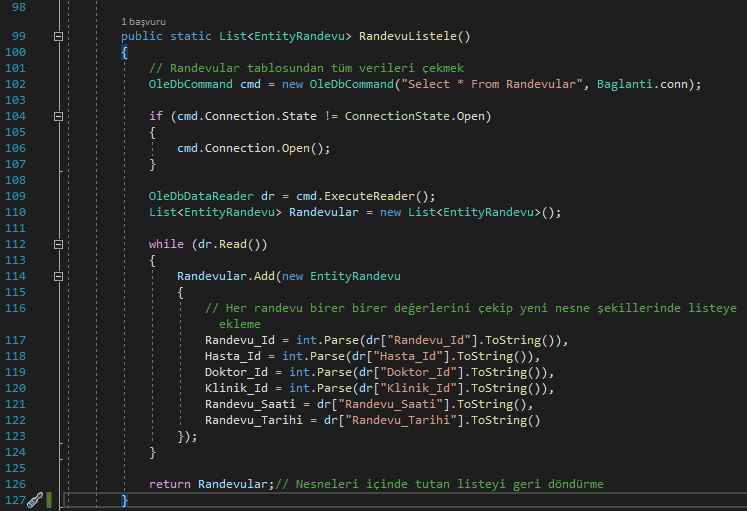 98
1 başvuru
99 public static List<EntityRandevu> RandevuListele()
100 {
101 // Randevular tablosundan tüm verileri çekmek
102 OleDbCommand cmd = new OleDbCommand("Select * From Randevular", Baglanti.conn);
103
104 if (cmd.Connection.State != ConnectionState.Open)
105 {
106 cmd.Connection.Open();
107 }
108
109 OleDbDataReader dr = cmd.ExecuteReader();
110 List<EntityRandevu> Randevular = new List<EntityRandevu>();
111
112 while (dr.Read())
113 {
114 Randevular.Add(new EntityRandevu
115 {
116 // Her randevu birer birer değerlerini çekip yeni nesne şekillerinde listeye
ekleme
117 Randevu_Id = int.Parse(dr["Randevu_Id"].ToString()),
118 Hasta_Id = int.Parse(dr["Hasta_Id"].ToString()),
119 Doktor_Id = int.Parse(dr["Doktor_Id"].ToString()),
120 Klinik_Id = int.Parse(dr["Klinik_Id"].ToString()),
121 Randevu_Saati = dr["Randevu_Saati"].ToString(),
122 Randevu_Tarihi = dr["Randevu_Tarihi"].ToString()
123 });
124 }
125
126 return Randevular;// Nesneleri içinde tutan listeyi geri döndürme
127 }